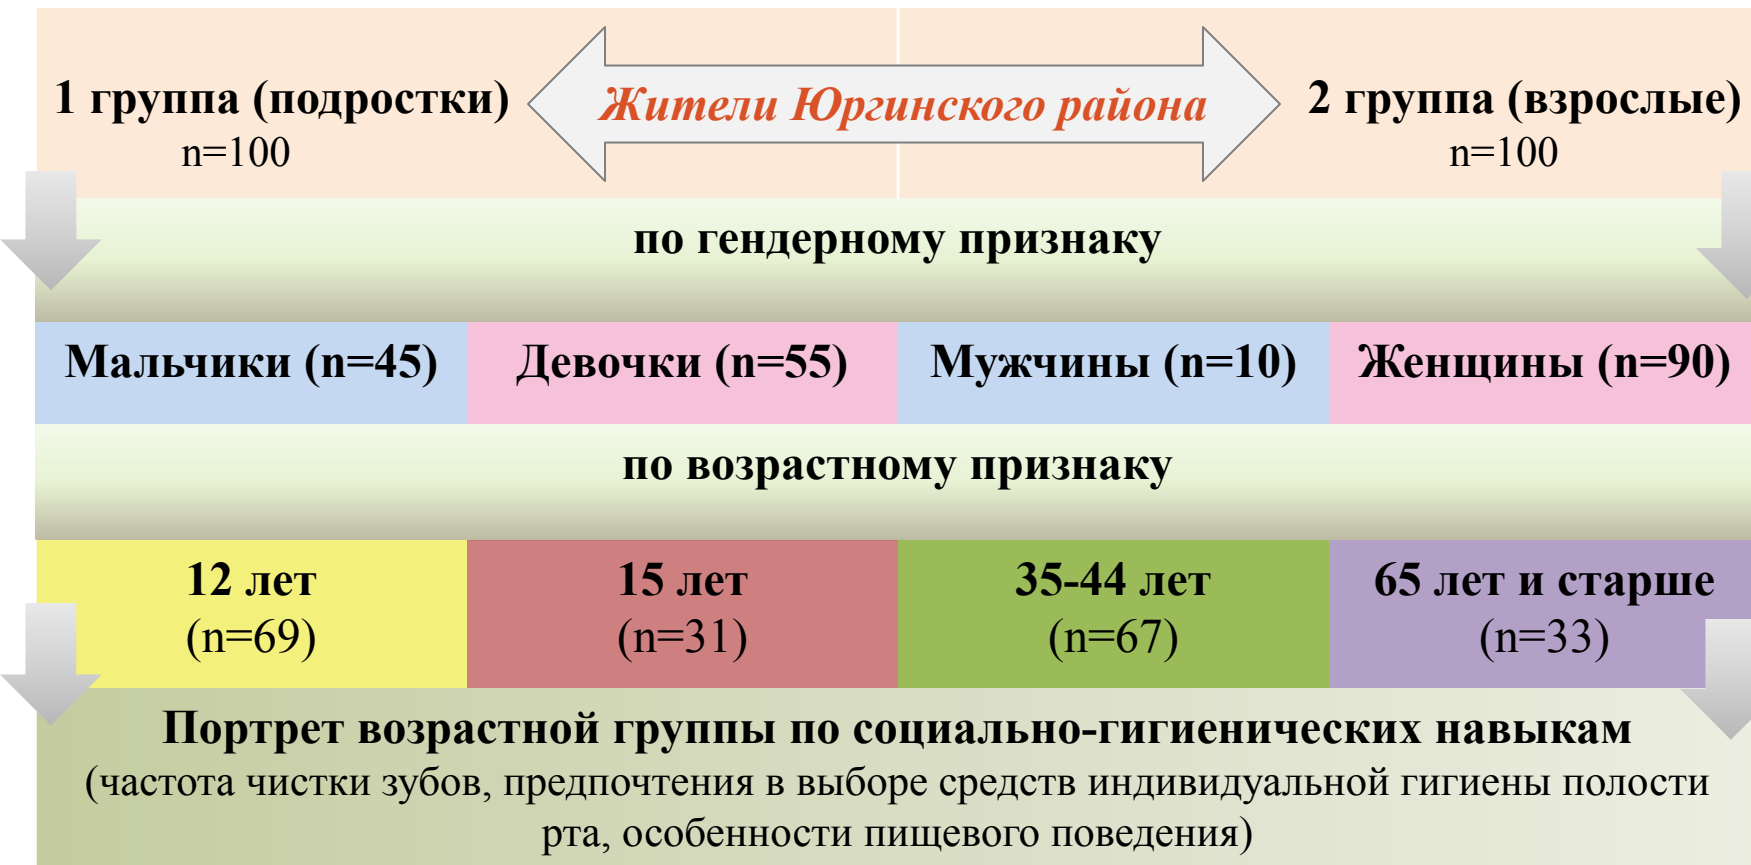 1 группа (подростки)
n=100
Жители Юргинского района
2 группа (взрослые)
n=100
по гендерному признаку
Мальчики (n=45)
Девочки (n=55)
Мужчины (n=10)
Женщины (n=90)
по возрастному признаку
12 лет
(n=69)
15 лет
(n=31)
35-44 лет
(n=67)
65 лет и старше
(n=33)
Портрет возрастной группы по социально-гигиенических навыкам
(частота чистки зубов, предпочтения в выборе средств индивидуальной гигиены полости
рта, особенности пищевого поведения)